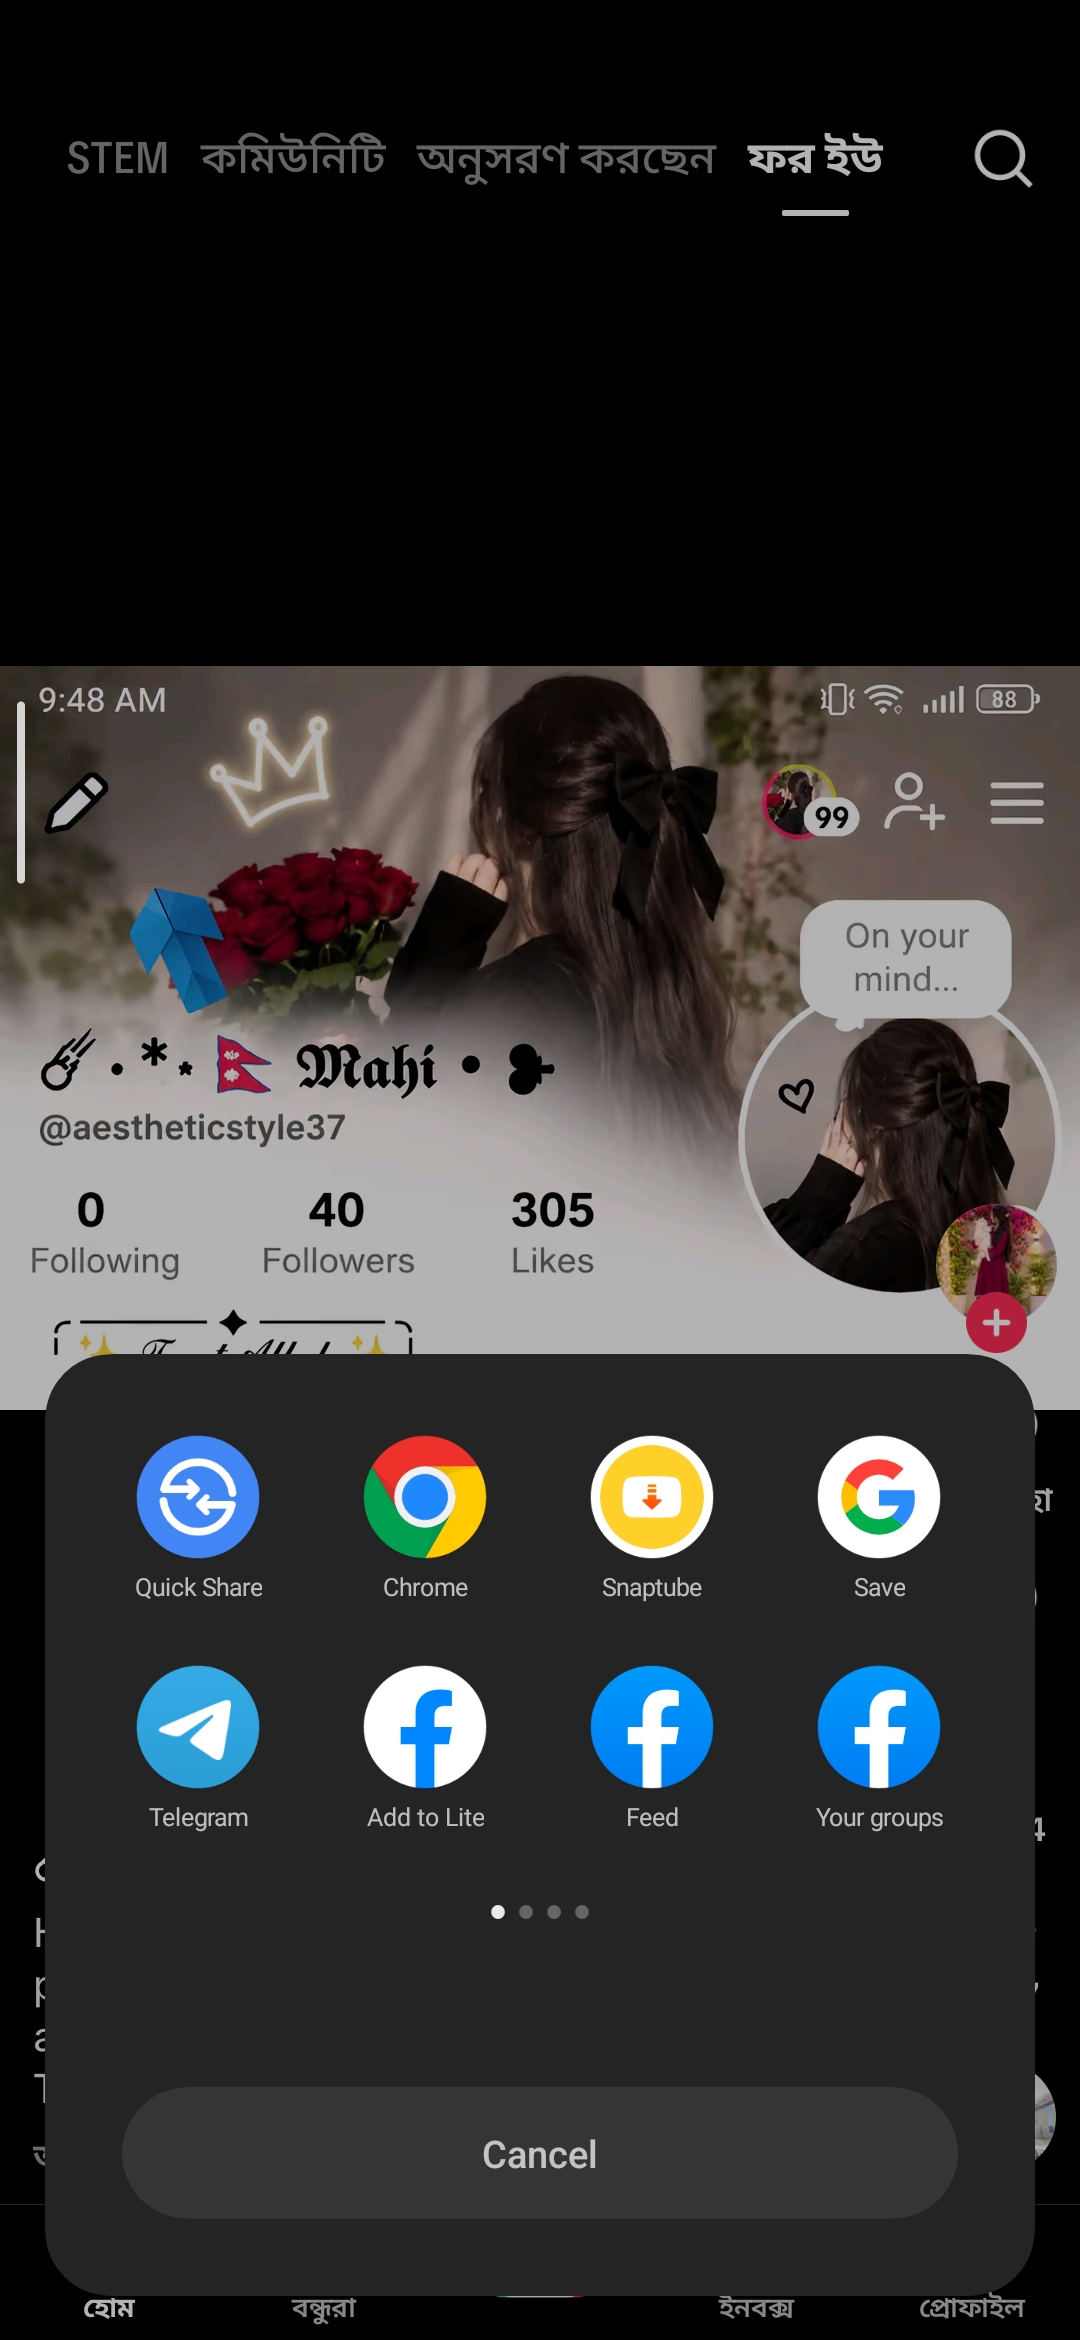 STEM কমিউনিটি অনুসরণ করছেন ফর ইউ
9:48 AM 88
99
On your
mind...
Mahi
@aestheticstyle37
0 40 305
Following Followers Likes
Quick Share Chrome Snaptube Save
Telegram Add to Lite Feed Your groups
Cancel
হোম বন্ধুরা ইনবক্স প্রোফাইল